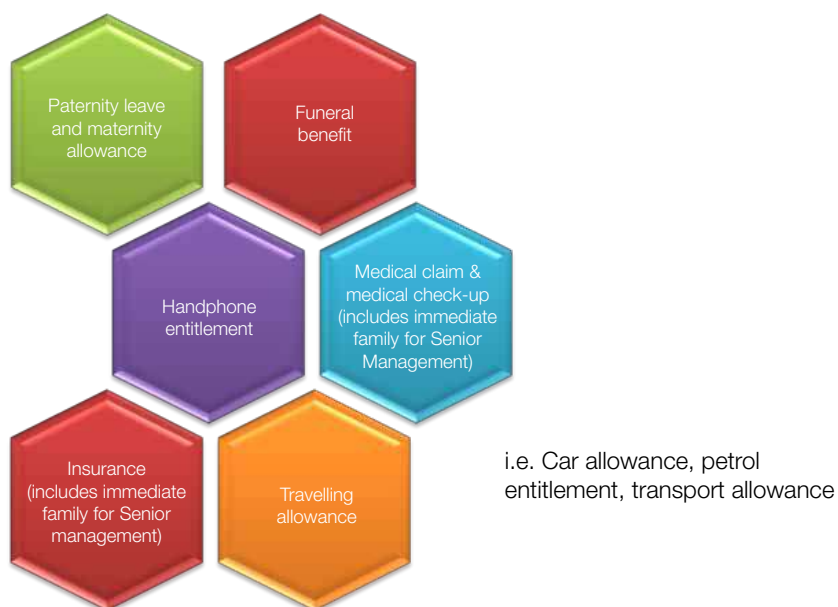 Paternity leave
and maternity
allowance
Funeral
benefit
Handphone
entitlement
Medical claim &
medical check-up
(includes immediate
family for Senior
Management)
Insurance
(includes immediate
family for Senior
management)
Travelling
allowance
i.e. Car allowance, petrol
entitlement, transport allowance